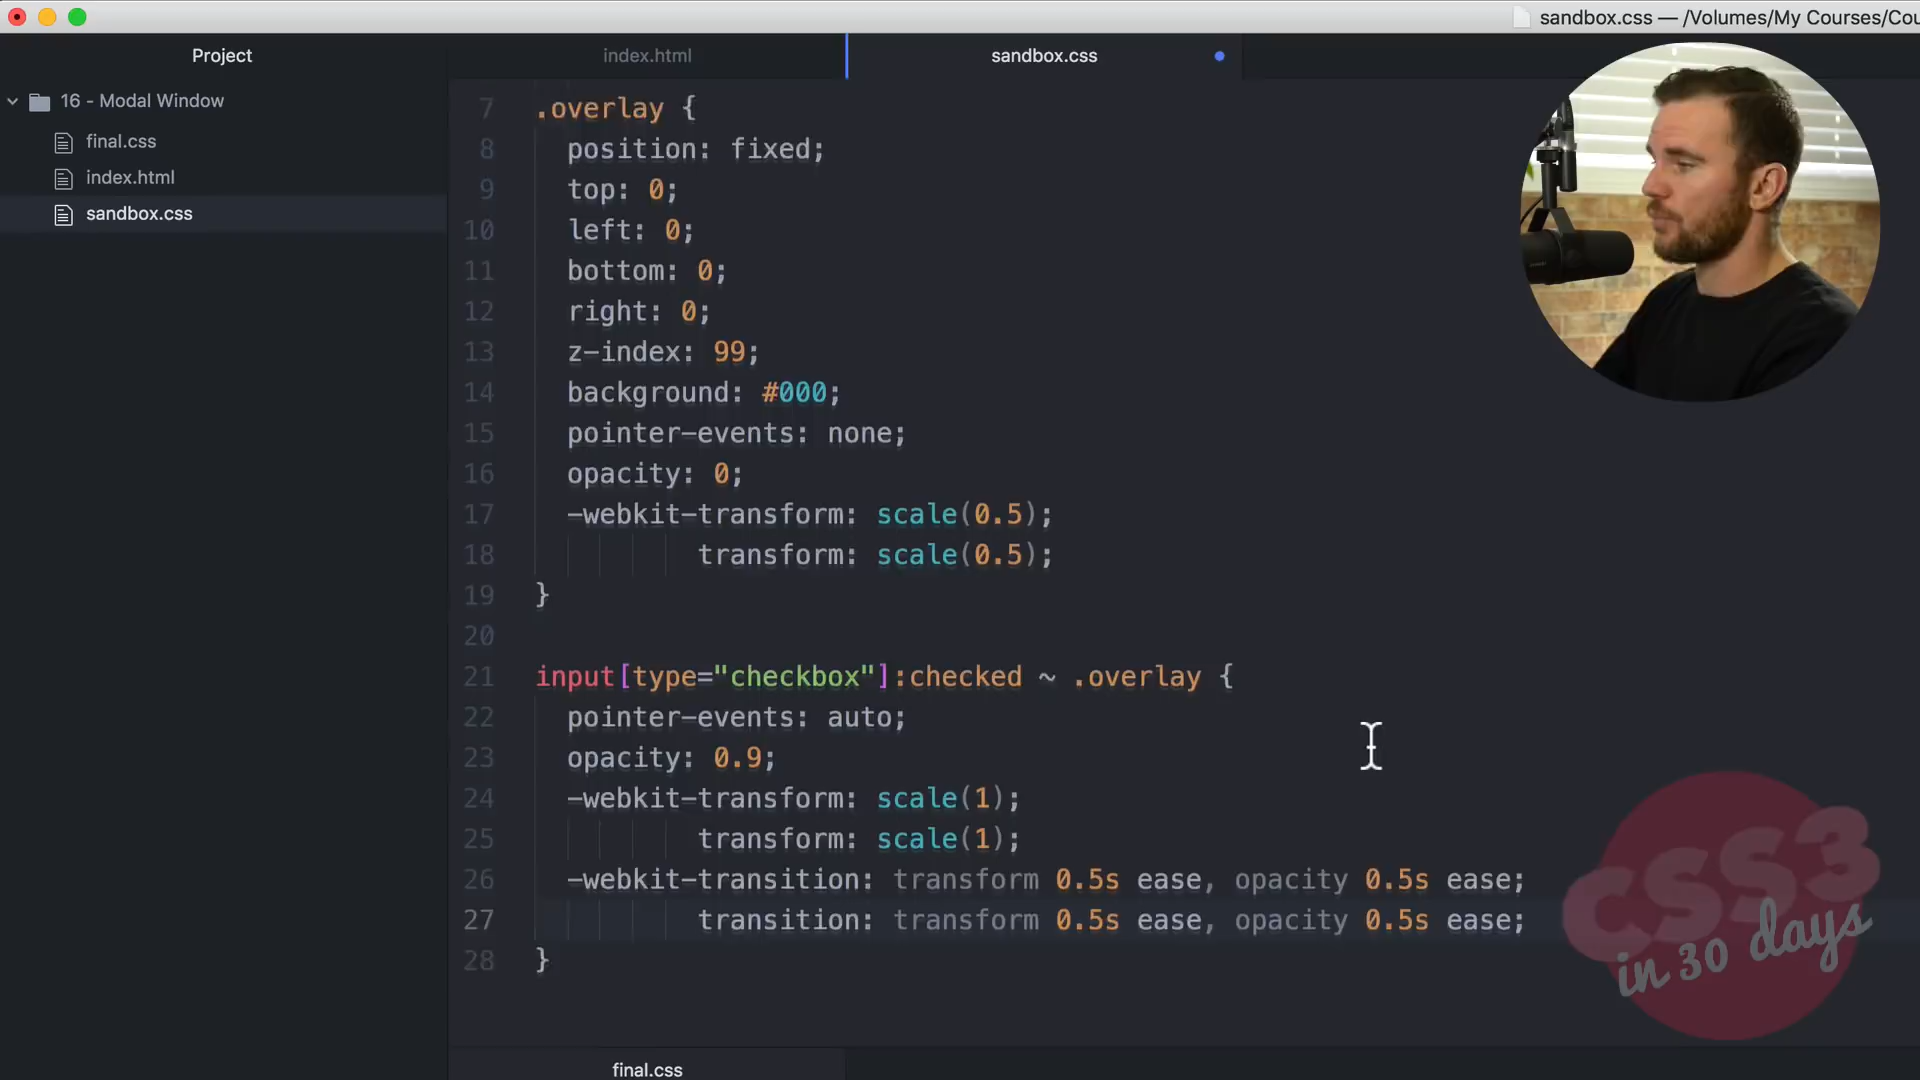 sandbox.css — /Volumes/My Courses/Cou
Project
index.html
sandbox.css
16 - Modal Window
final.css
index.html
sandbox.css
7 .overlay {
8 position: fixed;
9 top: 0;
10 left: 0;
11 bottom: 0;
12 right: 0;
13 z-index: 99;
14 background: #000;
15 pointer-events: none;
16 opacity: 0;
17 -webkit-transform: scale(0.5);
18 transform: scale(0.5);
19 }
20
21 input[type="checkbox"]:checked ~ .overlay {
22 pointer-events: auto;
23 opacity: 0.9;
24 -webkit-transform: scale(1);
25 transform: scale(1);
26 -webkit-transition: transform 0.5s ease, opacity 0.5s ease;
27 transition: transform 0.5s ease, opacity 0.5s ease;
28 }
CSS3
in 30 days
final.css